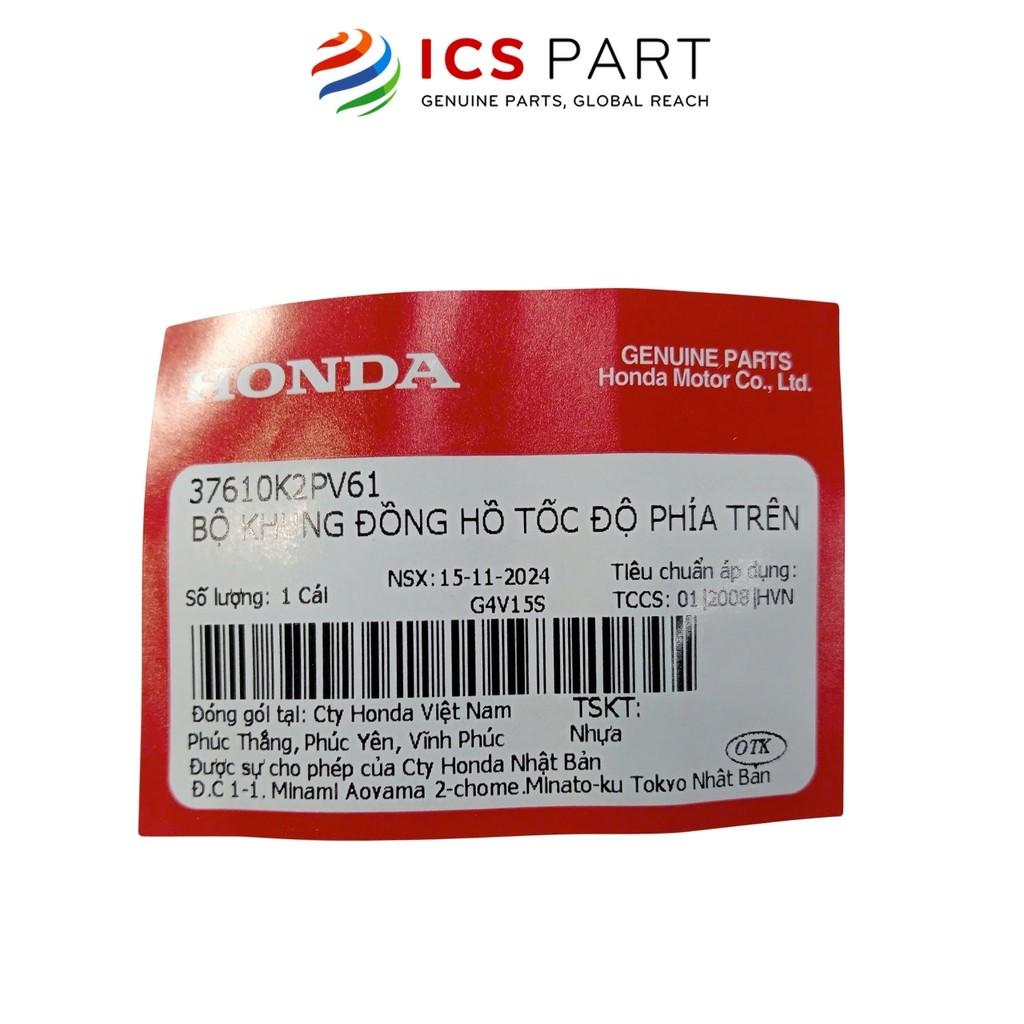 ICS PART
GENUINE PARTS, GLOBAL REACH
HONDA
GENUINE PARTS
Honda Motor Co., Ltd.
37610K2PV61
BỘ KHUNG ĐỒNG HỒ TỐC ĐỘ PHÍA TRÊN
Số lượng: 1 Cái
NSX: 15-11-2024
G4V15S
Tiêu chuẩn áp dụng:
TCCS: 01|2008|HVN
Đóng gói tại: Cty Honda Việt Nam
Phúc Thắng, Phúc Yên, Vĩnh Phúc
TSKT:
Nhựa
Được sự cho phép của Cty Honda Nhật Bản
Đ.C 1-1. Minami Aoyama 2-chome.Minato-ku Tokyo Nhật Bản
OTK